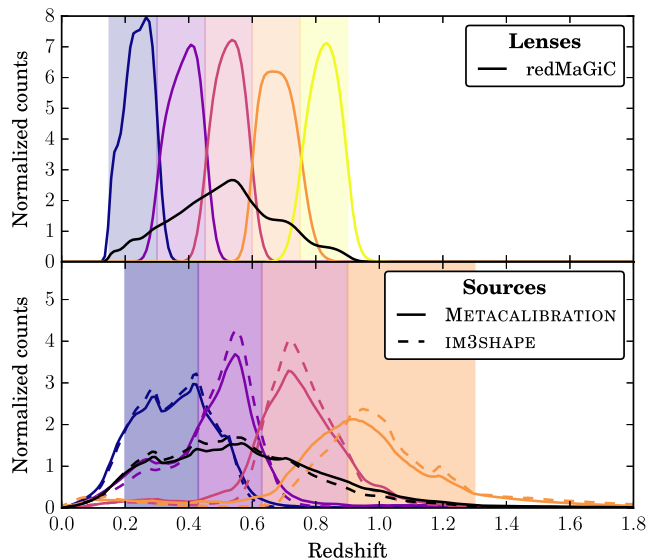 8
7
6
5
4
3
2
1
0
Normalized counts
Lenses
redMaGiC
5
4
3
2
1
0
Normalized counts
Sources
METACALIBRATION
IM3SHAPE
0.0 0.2 0.4 0.6 0.8 1.0 1.2 1.4 1.6 1.8
Redshift